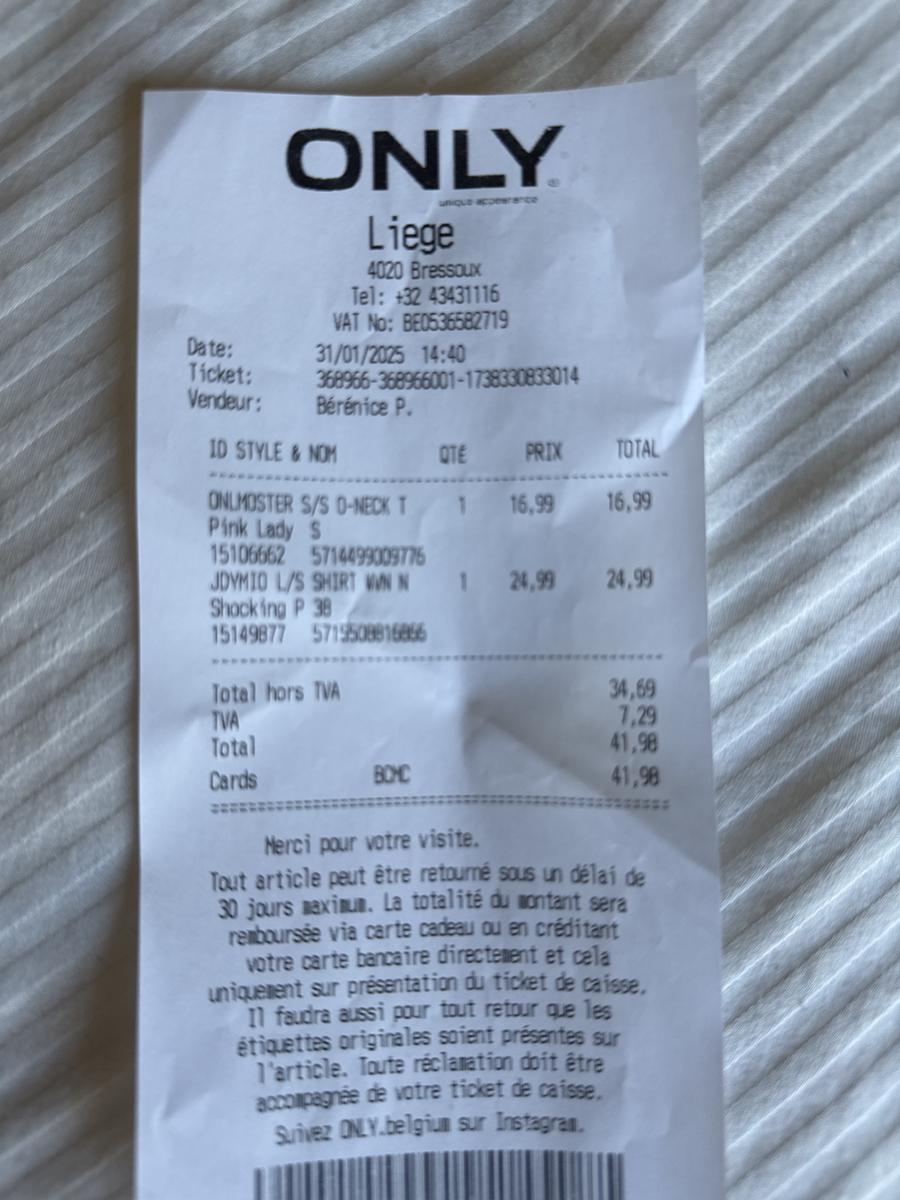 ONLY
unique appearance
Liege
4020 Bressoux
Tel: +32 43431116
VAT No: BE0536582719
Date: 31/01/2025 14:40
Ticket: 368966-368966001-1738330833014
Vendeur: Bérénice P.
ID STYLE & NOM QTÉ PRIX TOTAL
ONLMOSTER S/S O-NECK T 1 16,99 16,99
Pink Lady S
15106662 5714499009776
JDYMIO L/S SHIRT WVN N 1 24,99 24,99
Shocking P 38
15149877
Total hors TVA 34,69
TVA 7,29
Total 41,98
Cards BCMC 41,98
Merci pour votre visite.
Tout article peut être retourné sous un délai de
30 jours maximum. La totalité du montant sera
remboursée via carte cadeau ou en créditant
votre carte bancaire directement et cela
uniquement sur présentation du ticket de caisse.
Il faudra aussi pour tout retour que les
étiquettes originales soient présentes sur
l'article. Toute réclamation doit être
accompagnée de votre ticket de caisse.
Suivez ONLY.belgium sur Instagram.